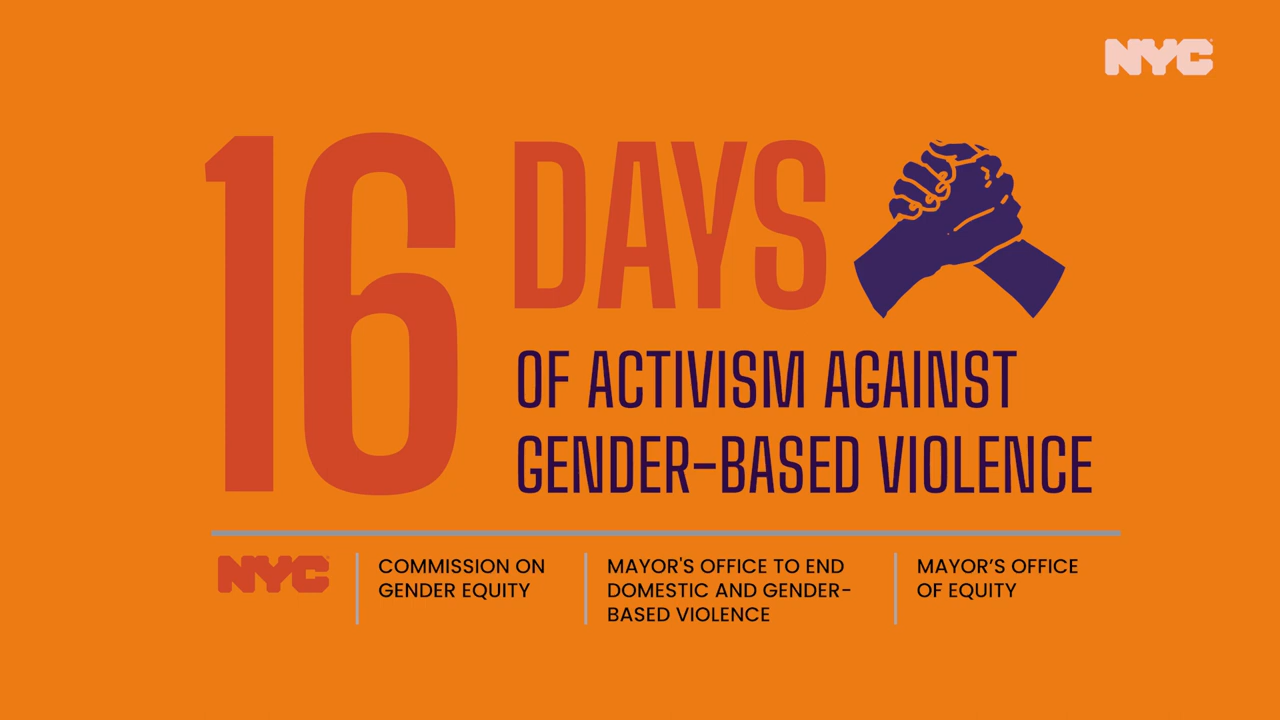 NYC
16 DAYS
OF ACTIVISM AGAINST
GENDER-BASED VIOLENCE
NYC
COMMISSION ON
GENDER EQUITY
MAYOR'S OFFICE TO END
DOMESTIC AND GENDER-
BASED VIOLENCE
MAYOR’S OFFICE
OF EQUITY